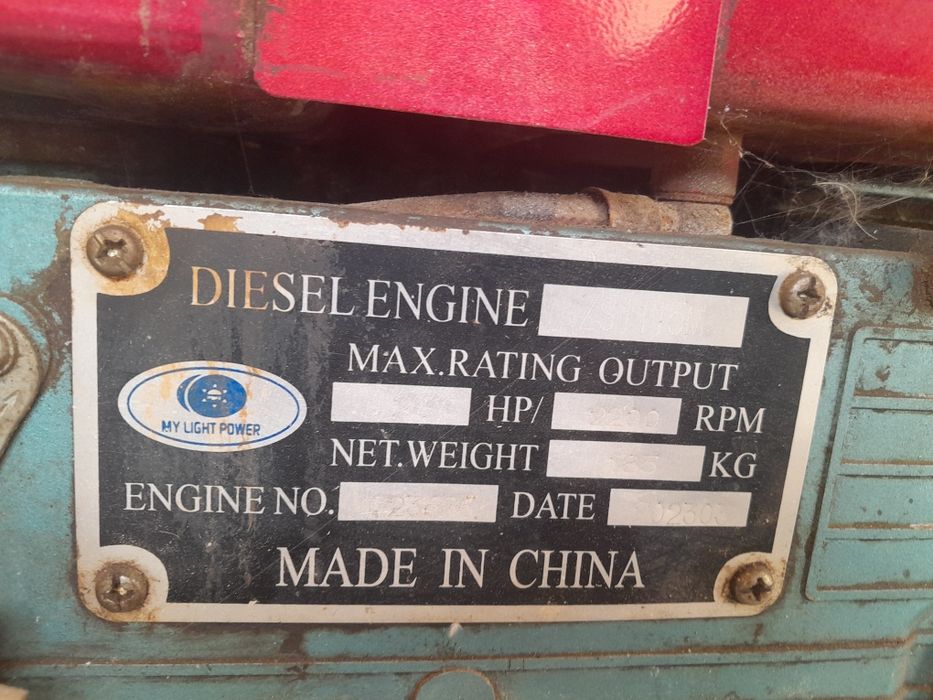 DIESEL ENGINE
MAX.RATING OUTPUT
HP/ 2200 RPM
MY LIGHT POWER
NET.WEIGHT KG
ENGINE NO. DATE
MADE IN CHINA